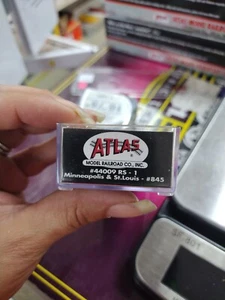 ATLAS
MODEL RAILROAD CO., INC.
#44009 RS - 1
Minneapolis & St.Louis - #845